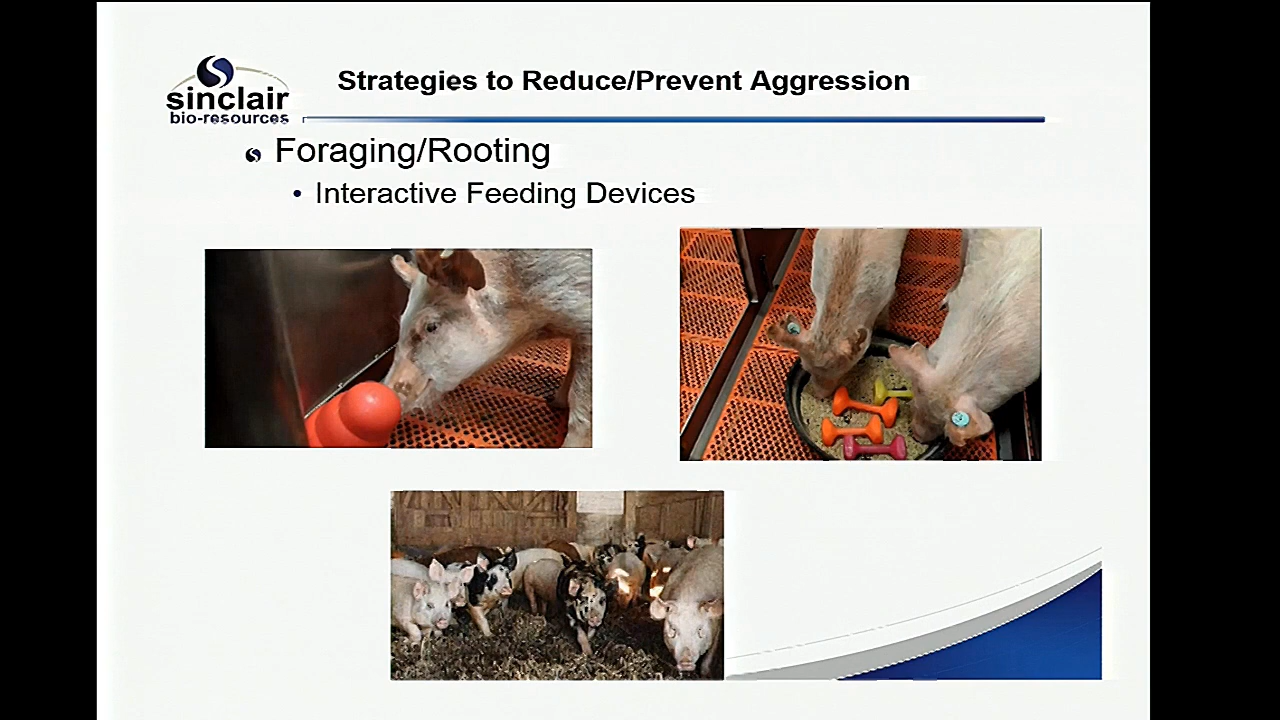 Strategies to Reduce/Prevent Aggression
sinclair
bio-resources
Foraging/Rooting
• Interactive Feeding Devices